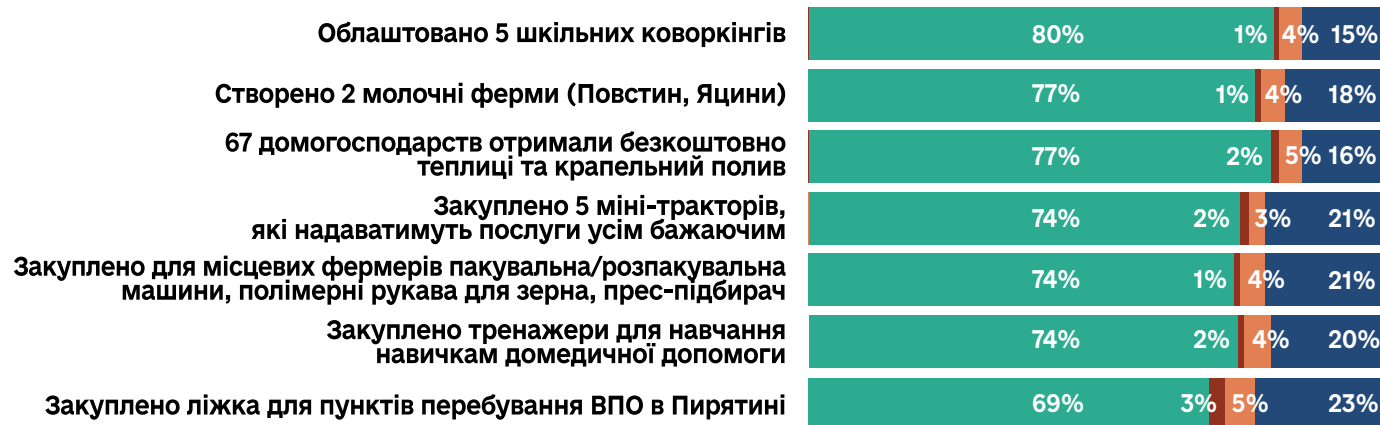 Облаштовано 5 шкільних коворкінгів 80% 1% 4% 15%
Створено 2 молочні ферми (Повстин, Яцини) 77% 1% 4% 18%
67 домогосподарств отримали безкоштовно
теплиці та крапельний полив 77% 2% 5% 16%
Закуплено 5 міні-тракторів,
які надаватимуть послуги усім бажаючим 74% 2% 3% 21%
Закуплено для місцевих фермерів пакувальна/розпакувальна
машини, полімерні рукава для зерна, прес-підбирач 74% 1% 4% 21%
Закуплено тренажери для навчання
навичкам домедичної допомоги 74% 2% 4% 20%
Закуплено ліжка для пунктів перебування ВПО в Пирятині 69% 3% 5% 23%